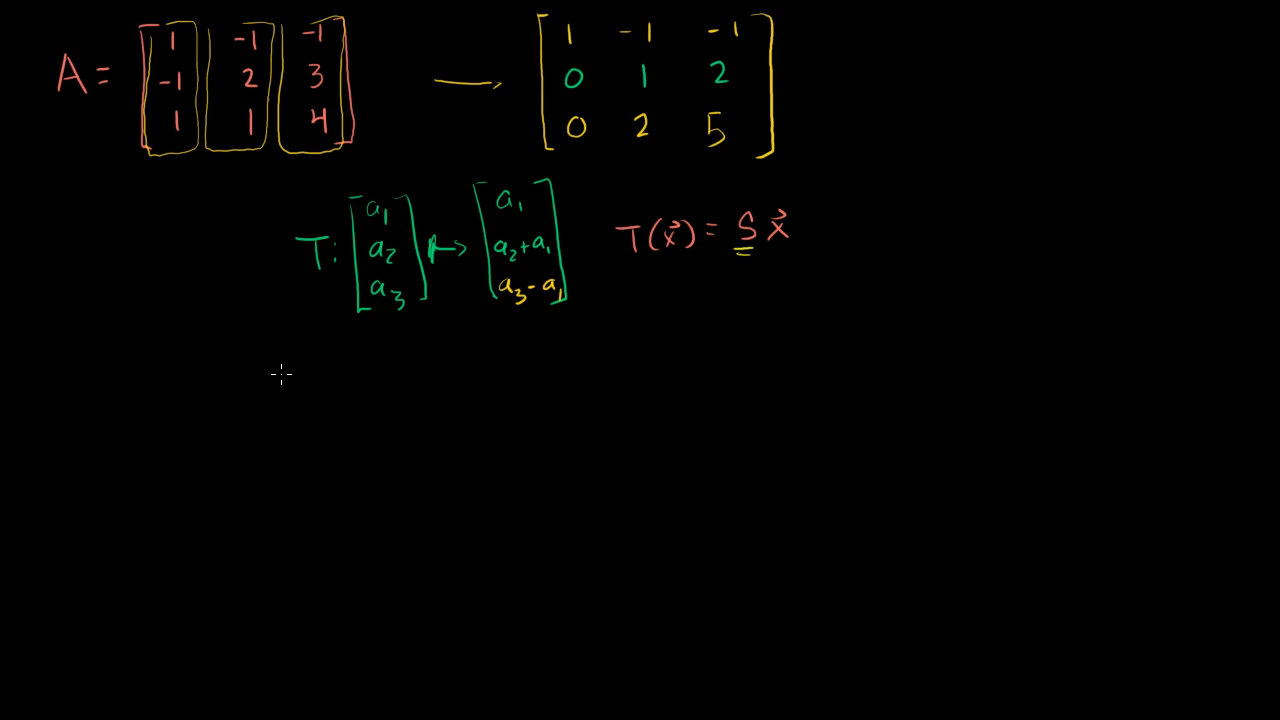 A = [1 -1 -1 → [1 -1 -1
-1 2 3 0 1 2
1 1 4] 0 2 5]
T: [a₁ a₂ a₃] ↦ [a₁ a₂+a₁ a₃-a₁] T(x⃗) = S x⃗